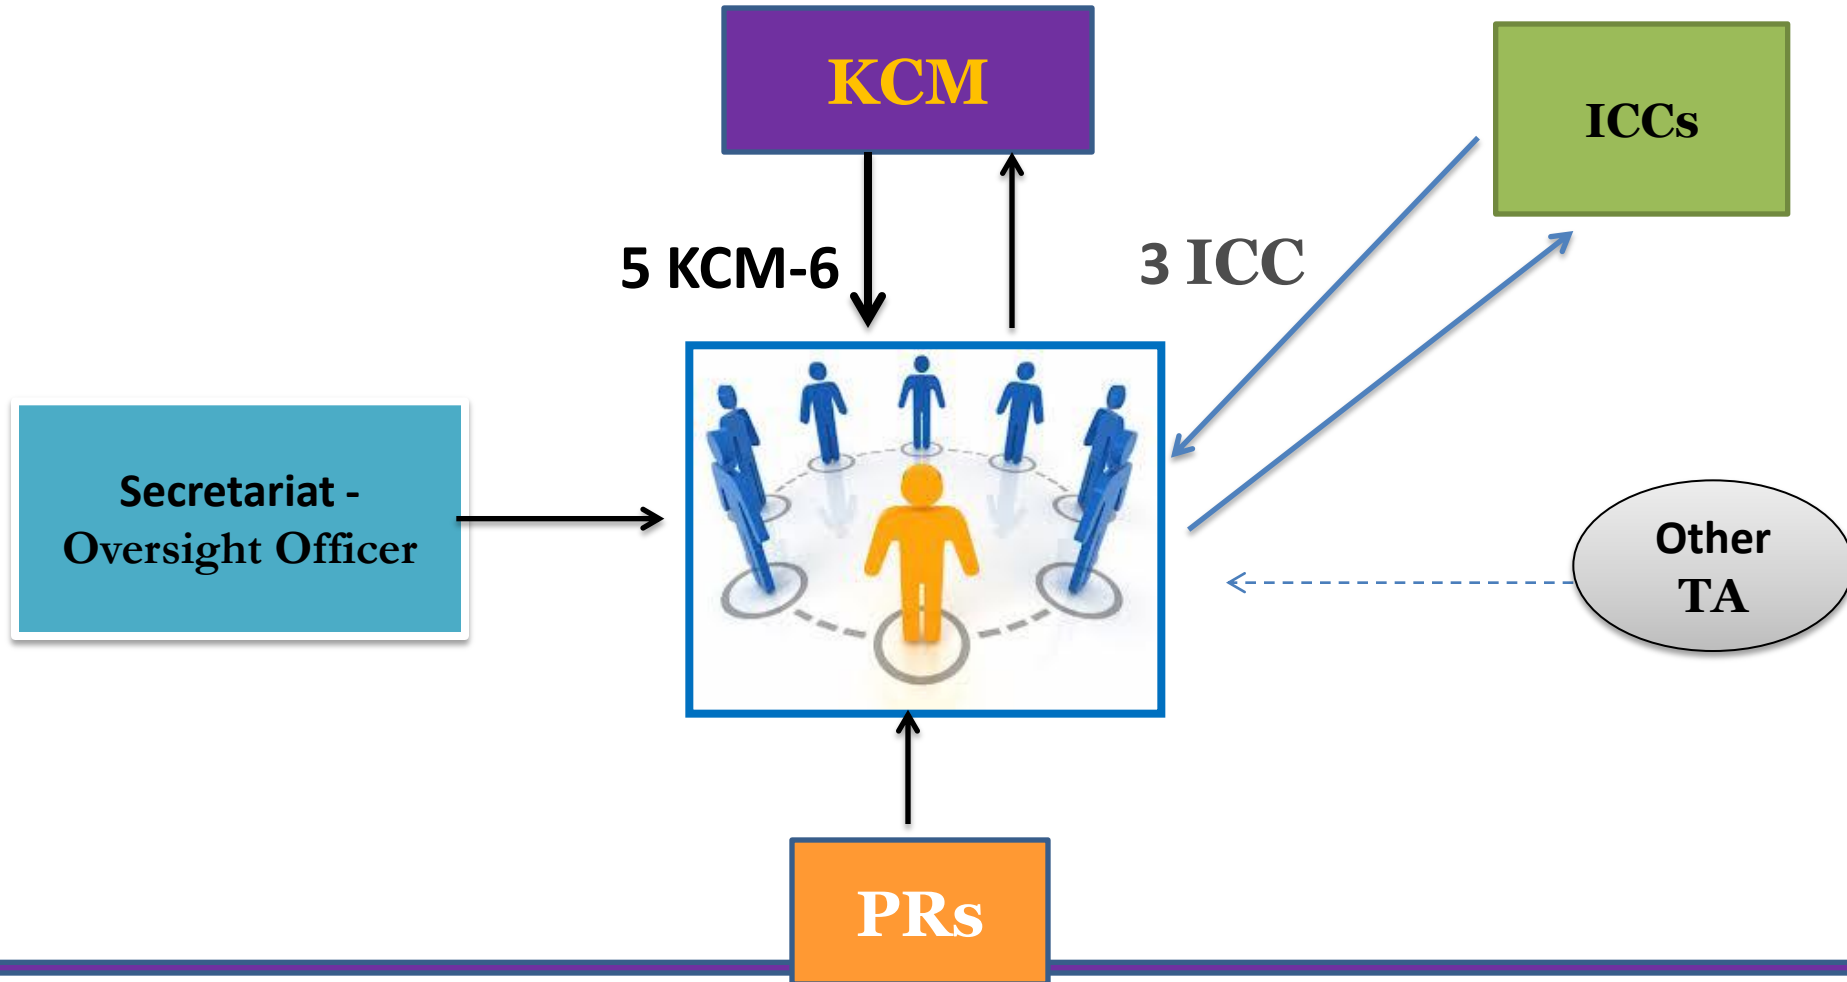 KCM
ICCs
5 KCM-6
3 ICC
Secretariat -
Oversight Officer
Other
TA
PRs